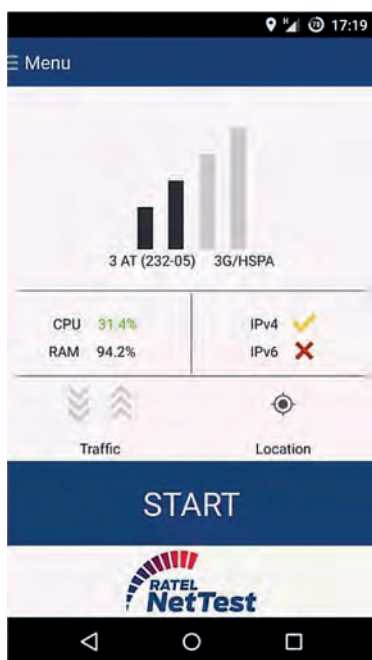 H 78 17:19
Menu
3 AT (232-05) 3G/HSPA
CPU 31.4% IPv4
RAM 94.2% IPv6
Traffic Location
START
RATEL
NetTest